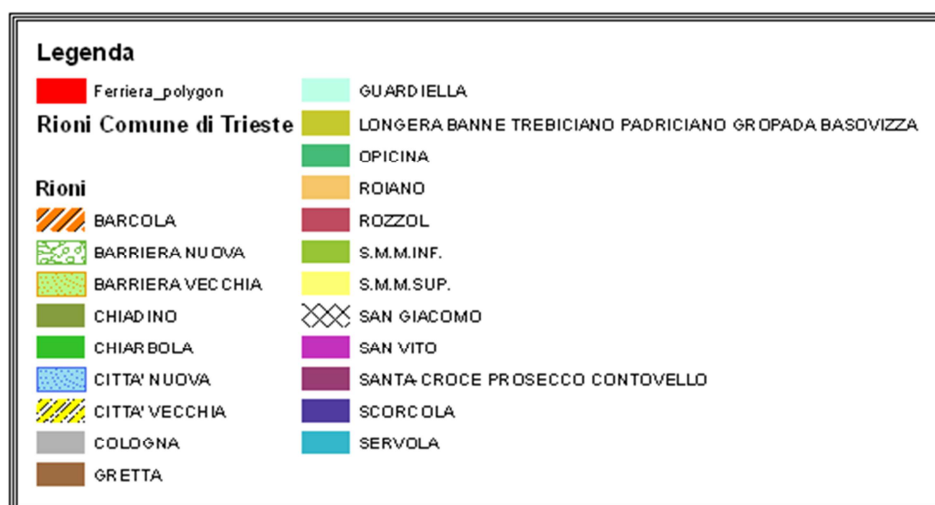 Legenda
Ferriera_polygon
Rioni Comune di Trieste
Rioni
BARCOLA
BARRIERA NUOVA
BARRIERA VECCHIA
CHIADINO
CHIARBOLA
CITTA' NUOVA
CITTA' VECCHIA
COLOGNA
GRETTA
GUARDIELLA
LONGERA BANNE TREBICIANO PADRICIANO GROPADA BASOVIZZA
OPICINA
ROIANO
ROZZOL
S.M.M.INF.
S.M.M.SUP.
SAN GIACOMO
SAN VITO
SANTA-CROCE PROSECCO CONTOVELLO
SCORCOLA
SERVOLA